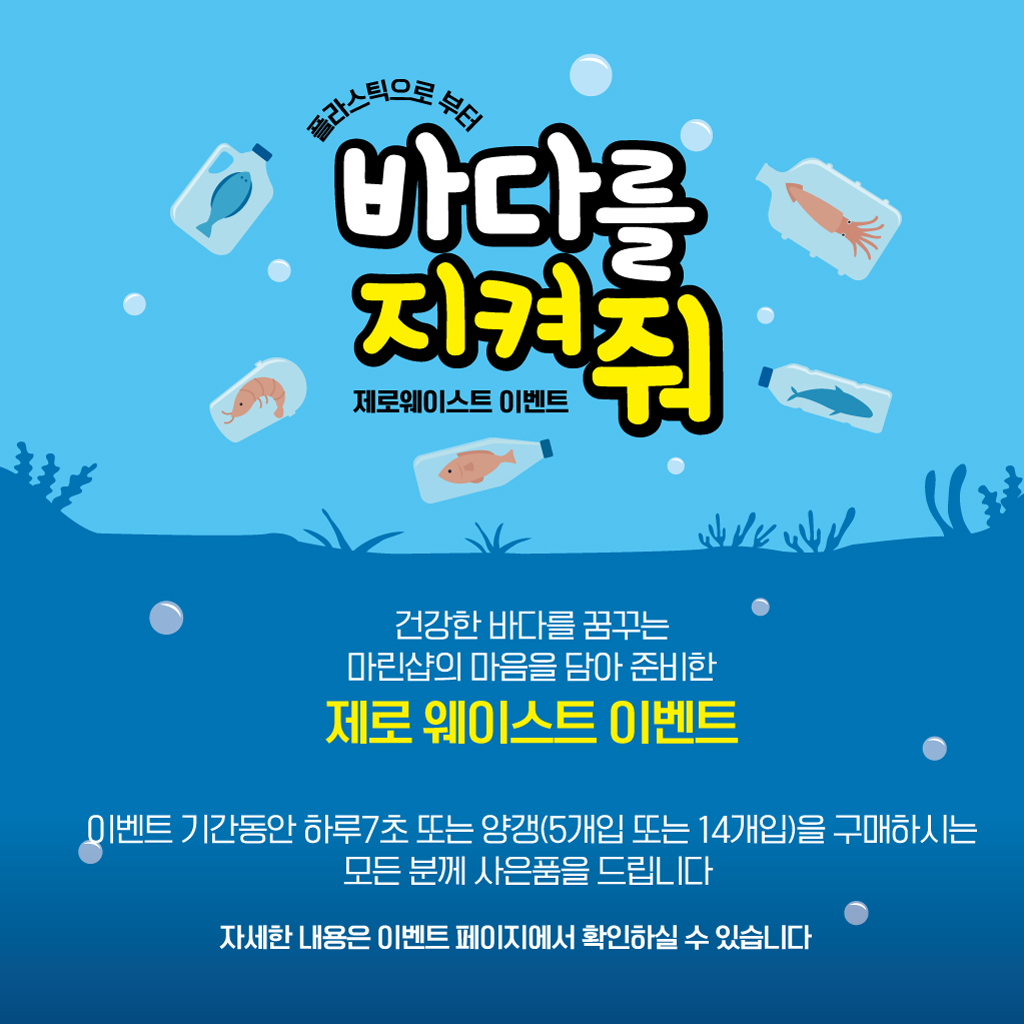 플라스틱으로 부터
바다를
지켜줘
제로웨이스트 이벤트
건강한 바다를 꿈꾸는
마린샵의 마음을 담아 준비한
제로 웨이스트 이벤트
이벤트 기간동안 하루7초 또는 양갱(5개입 또는 14개입)을 구매하시는
모든 분께 사은품을 드립니다
자세한 내용은 이벤트 페이지에서 확인하실 수 있습니다